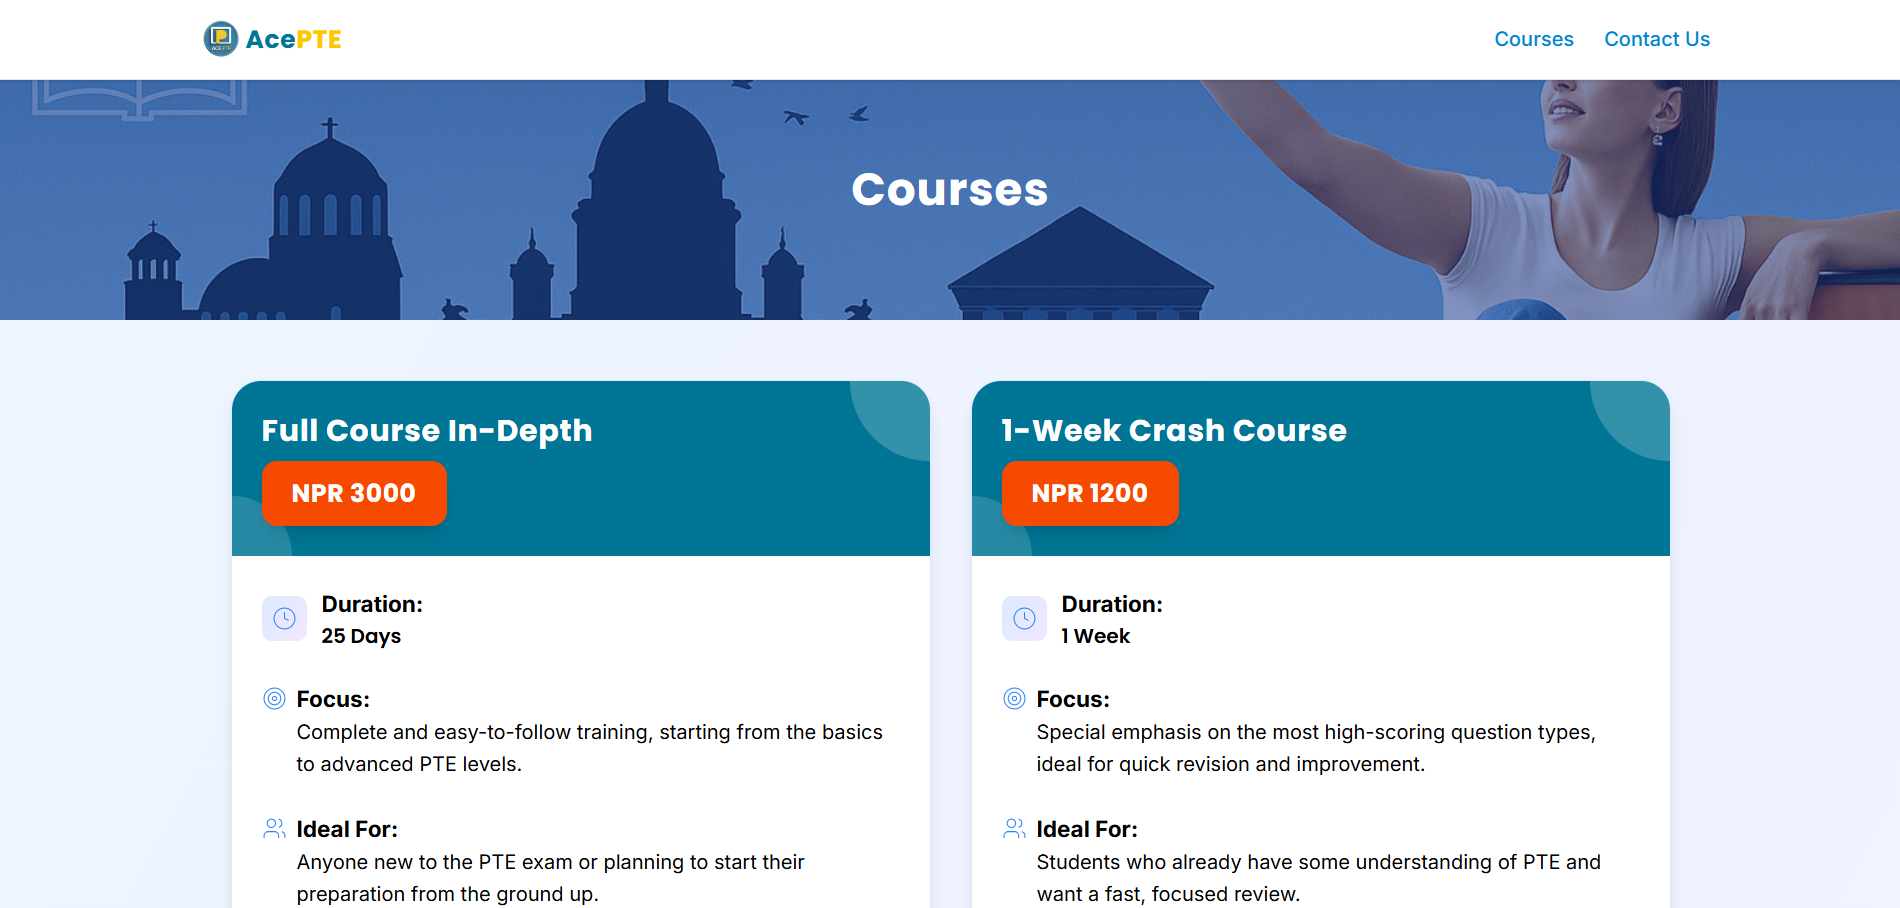 AcePTE
Courses
Contact Us
Courses
Full Course In-Depth
NPR 3000
Duration:
25 Days
Focus:
Complete and easy-to-follow training, starting from the basics
to advanced PTE levels.
Ideal For:
Anyone new to the PTE exam or planning to start their
preparation from the ground up.
1-Week Crash Course
NPR 1200
Duration:
1 Week
Focus:
Special emphasis on the most high-scoring question types,
ideal for quick revision and improvement.
Ideal For:
Students who already have some understanding of PTE and
want a fast, focused review.